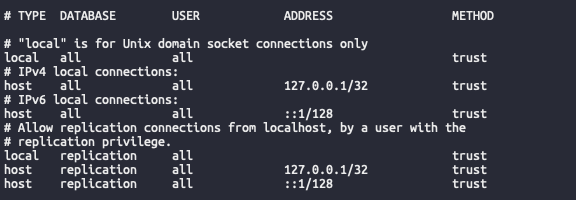 # TYPE  DATABASE        USER            ADDRESS                 METHOD
# "local" is for Unix domain socket connections only
local   all             all                                     trust
# IPv4 local connections:
host    all             all             127.0.0.1/32            trust
# IPv6 local connections:
host    all             all             ::1/128                 trust
# Allow replication connections from localhost, by a user with the
# replication privilege.
local   replication     all                                     trust
host    replication     all             127.0.0.1/32            trust
host    replication     all             ::1/128                 trust